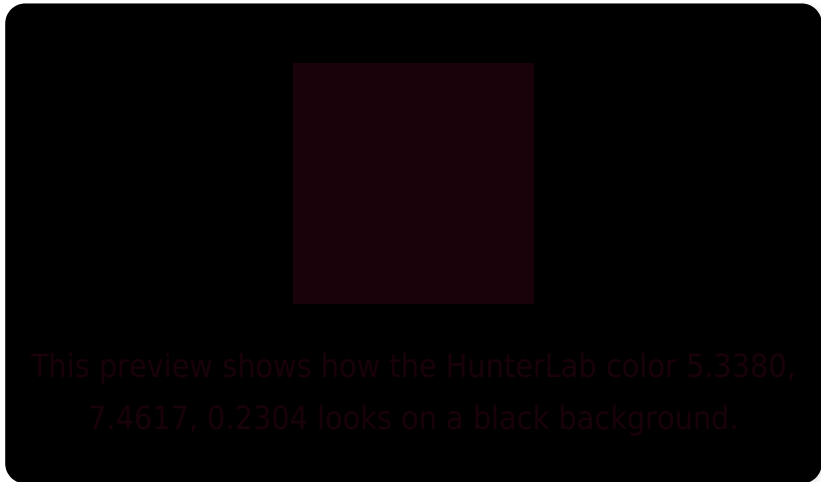 This preview shows how the HunterLab color 5.3380,
7.4617, 0.2304 looks on a black background.